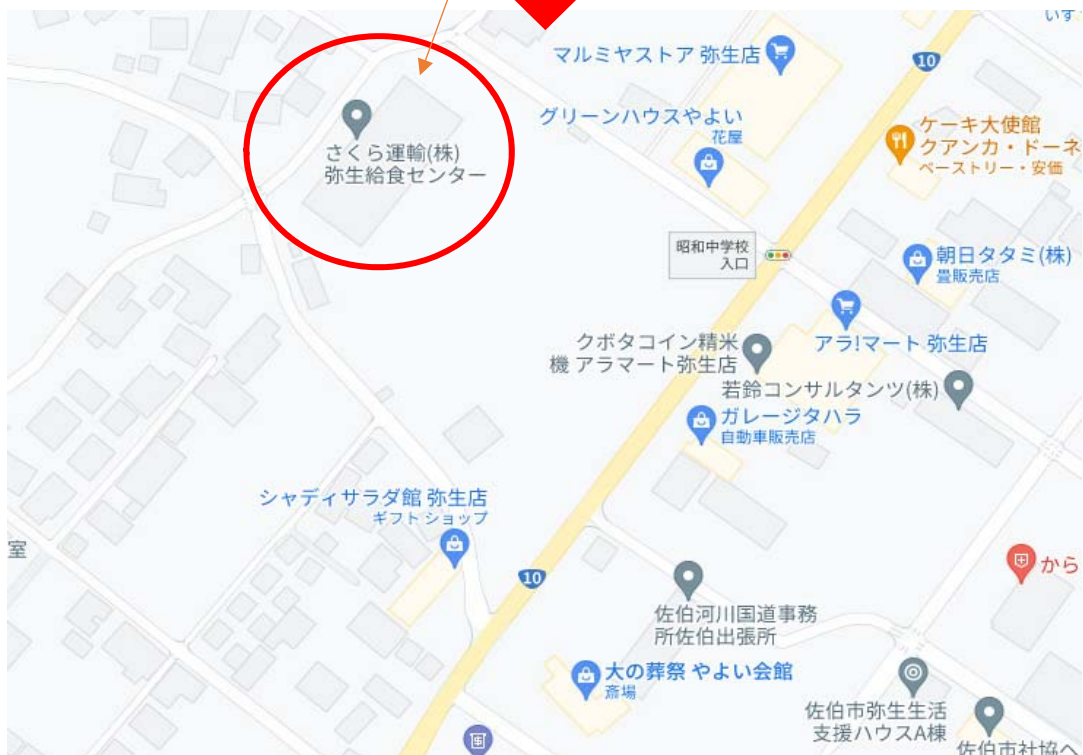 いす
マルミヤストア 弥生店
10
グリーンハウスやよい
花屋
ケーキ大使館
クアンカ・ドーネ
ペーストリー・安価
さくら運輸(株)
弥生給食センター
昭和中学校
入口
朝日タタミ(株)
畳販売店
クボタコイン精米
機 アラマート弥生店
アラ!マート 弥生店
若鈴コンサルタンツ(株)
ガレージタハラ
自動車販売店
シャディサラダ館 弥生店
ギフト ショップ
室
10
から
佐伯河川国道事務
所佐伯出張所
大の葬祭 やよい会館
斎場
佐伯市弥生生活
支援ハウスA棟
佐伯市社協へ